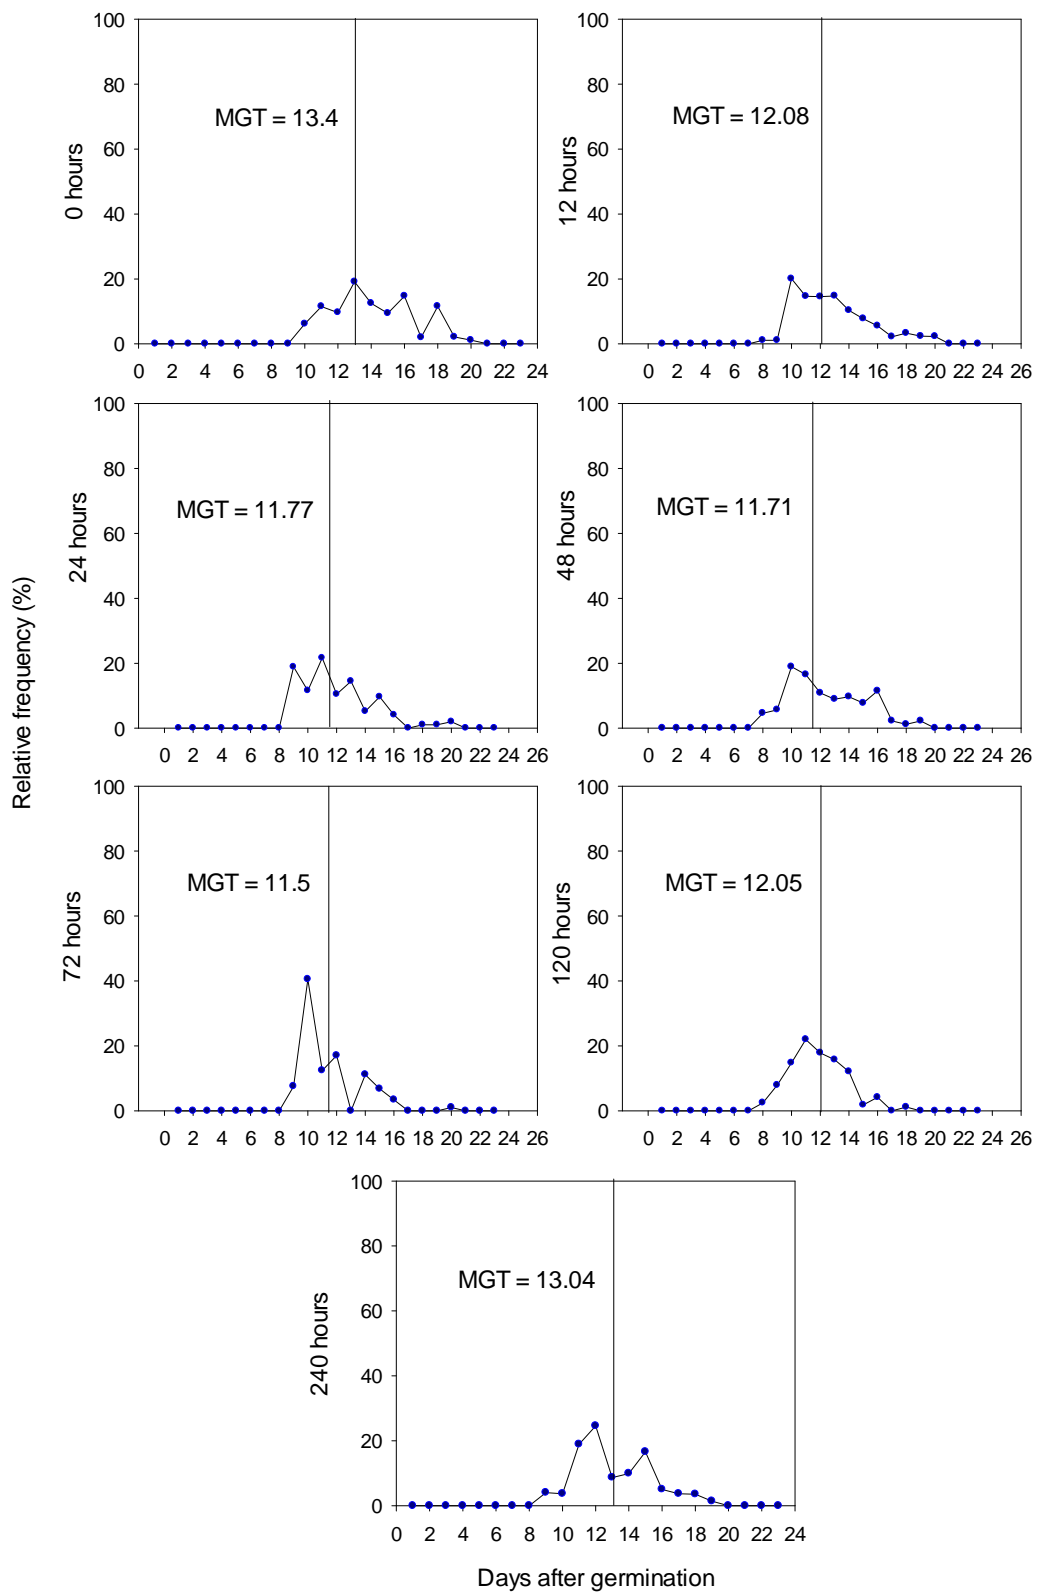 100
80
60
40
20
0
0 hours
MGT = 13.4
0 2 4 6 8 10 12 14 16 18 20 22 24
100
80
60
40
20
0
12 hours
MGT = 12.08
0 2 4 6 8 10 12 14 16 18 20 22 24 26
Relative frequency (%)
100
80
60
40
20
0
24 hours
MGT = 11.77
0 2 4 6 8 10 12 14 16 18 20 22 24 26
100
80
60
40
20
0
48 hours
MGT = 11.71
0 2 4 6 8 10 12 14 16 18 20 22 24 26
100
80
60
40
20
0
72 hours
MGT = 11.5
0 2 4 6 8 10 12 14 16 18 20 22 24 26
100
80
60
40
20
0
120 hours
MGT = 12.05
0 2 4 6 8 10 12 14 16 18 20 22 24 26
100
80
60
40
20
0
240 hours
MGT = 13.04
0 2 4 6 8 10 12 14 16 18 20 22 24
Days after germination